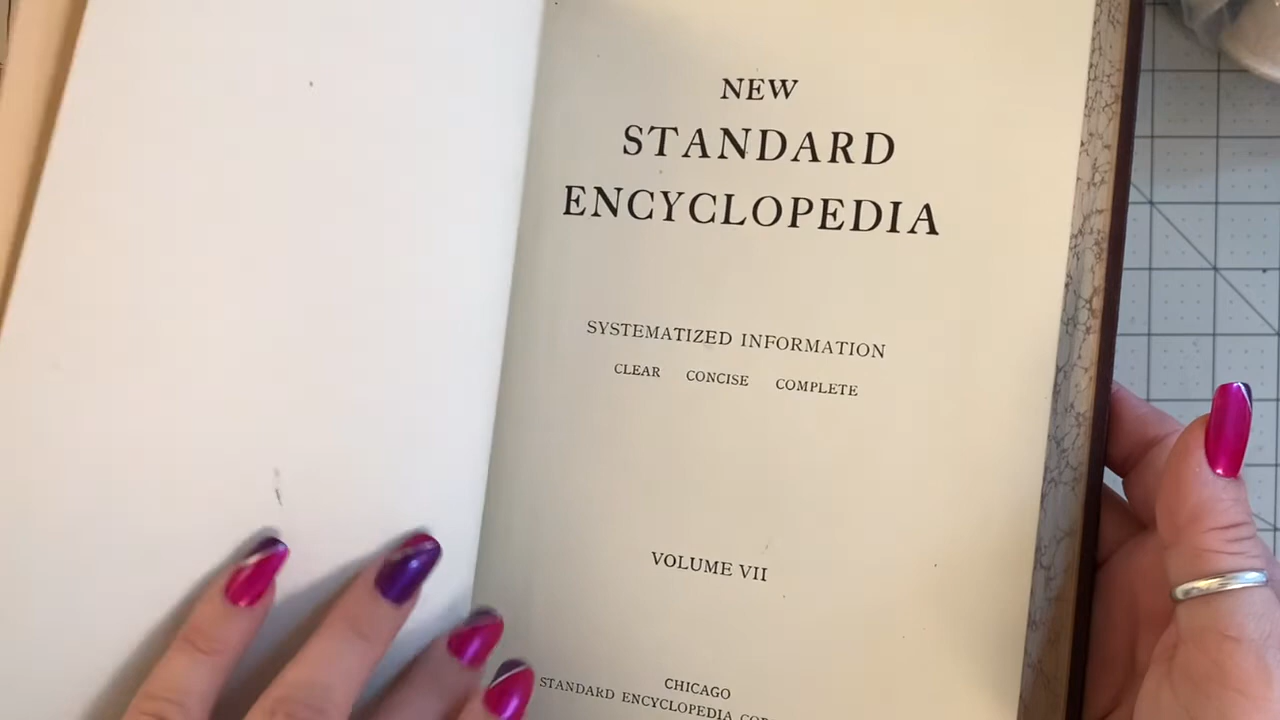 NEW
STANDARD
ENCYCLOPEDIA
SYSTEMATIZED INFORMATION
CLEAR CONCISE COMPLETE
VOLUME VII
CHICAGO
STANDARD ENCYCLOPEDIA